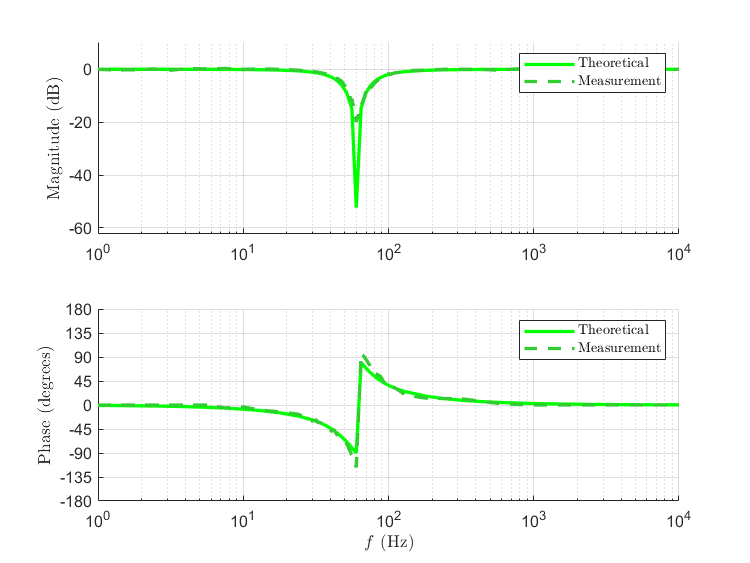 0
-20
-40
-60
Magnitude (dB)
10^0 10^1 10^2 10^3 10^4
Theoretical
Measurement
180
135
90
45
0
-45
-90
-135
-180
Phase (degrees)
10^0 10^1 10^2 10^3 10^4
f (Hz)
Theoretical
Measurement